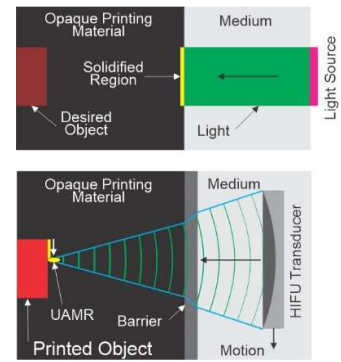 Opaque Printing
Material
Medium
Solidified
Region
Desired
Object
Light
Light Source
Opaque Printing
Material
Medium
HIFU Transducer
UAMR
Barrier
Printed Object
Motion